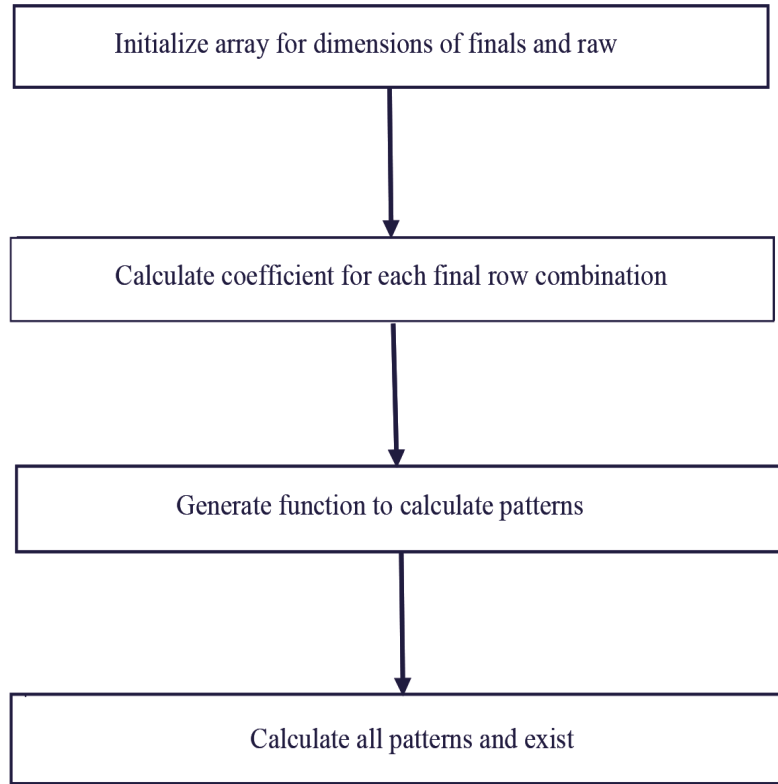 Initialize array for dimensions of finals and raw
Calculate coefficient for each final row combination
Generate function to calculate patterns
Calculate all patterns and exist